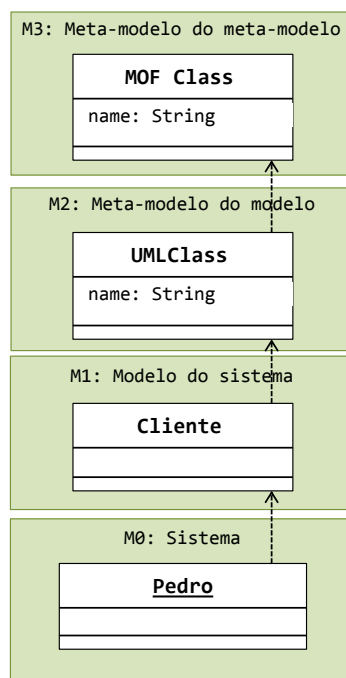 M3: Meta-modelo do meta-modelo
MOF Class
name: String
M2: Meta-modelo do modelo
UMLClass
name: String
M1: Modelo do sistema
Cliente
M0: Sistema
Pedro